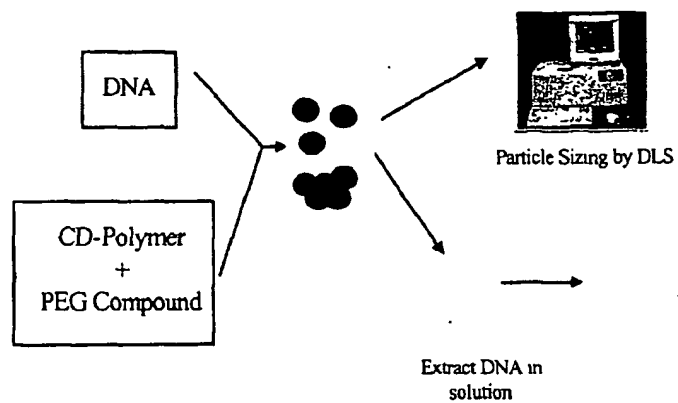 DNA
CD-Polymer
+
PEG Compound
Particle Sizing by DLS
Extract DNA in
solution